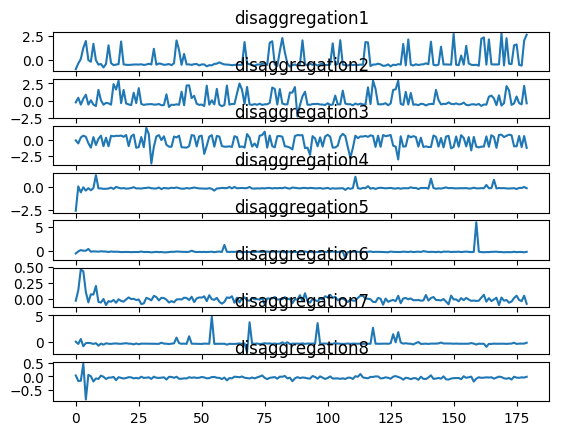 disaggregation1
2.5
0.0
disaggregation2
2.5
0.0
−2.5
disaggregation3
0.0
−2.5
disaggregation4
0.0
−2.5
disaggregation5
5
0
disaggregation6
0.50
0.25
0.00
disaggregation7
5
0
disaggregation8
0.5
0.0
−0.5
0 25 50 75 100 125 150 175